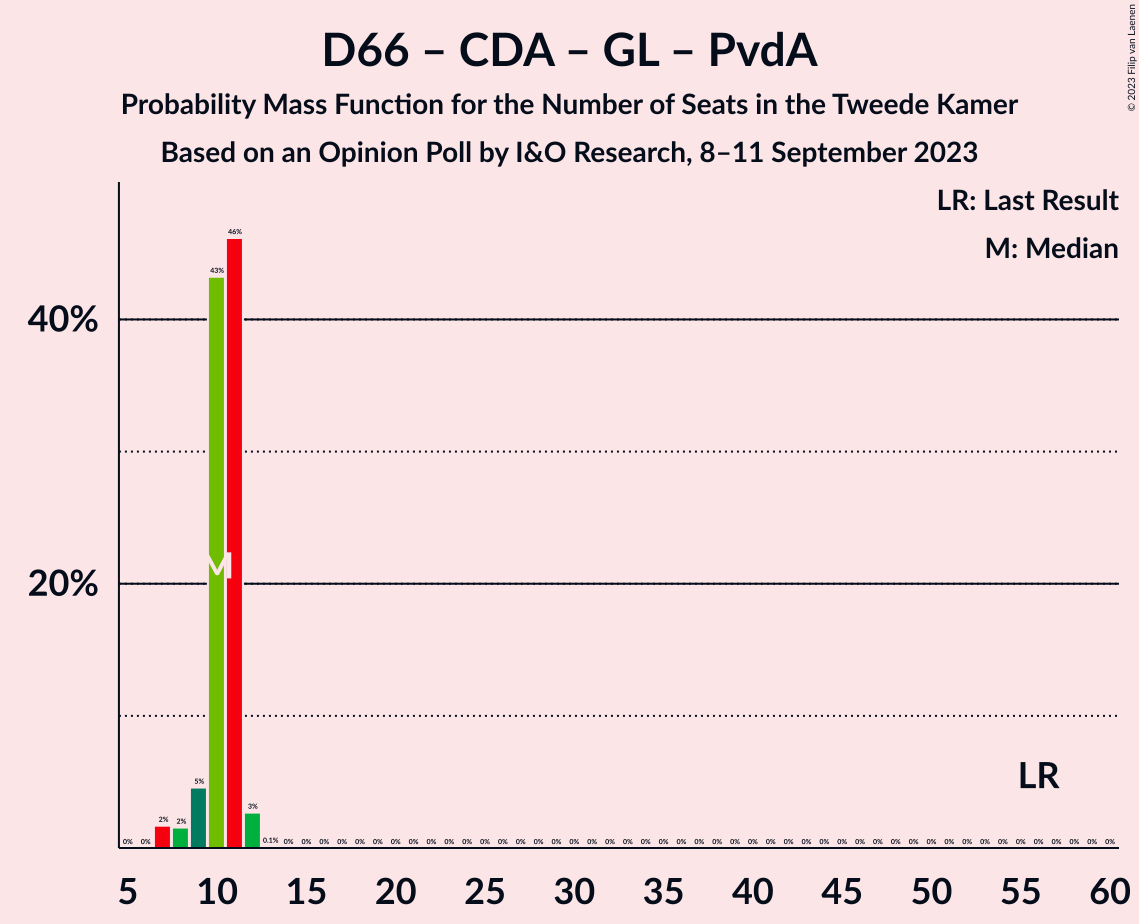 D66 – CDA – GL – PvdA
Probability Mass Function for the Number of Seats in the Tweede Kamer
Based on an Opinion Poll by I&O Research, 8–11 September 2023
© 2023 Filip van Laenen
LR: Last Result
M: Median
40%
20%
0% 0% 2% 2% 5% 43% 46% 3% 0.1% 0% 0% 0% 0% 0% 0% 0% 0% 0% 0% 0% 0% 0% 0% 0% 0% 0% 0% 0% 0% 0% 0% 0% 0% 0% 0% 0% 0% 0% 0% 0% 0% 0% 0% 0% 0% 0% 0% 0% 0% 0% 0% 0% 0% 0% 0% 0%
M
LR
5 10 15 20 25 30 35 40 45 50 55 60